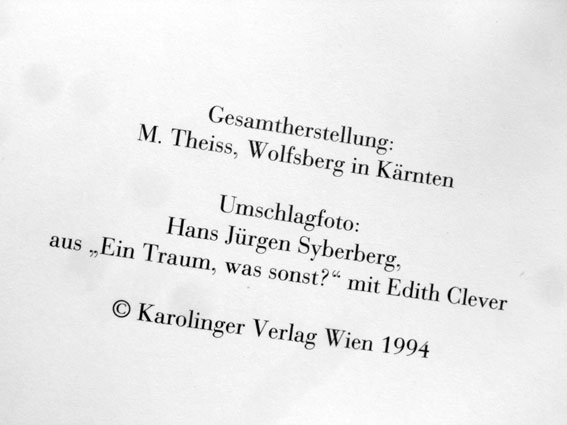 Gesamtherstellung:
M. Theiss, Wolfsberg in Kärnten
Umschlagfoto:
Hans Jürgen Syberberg,
aus „Ein Traum, was sonst?“ mit Edith Clever
© Karolinger Verlag Wien 1994